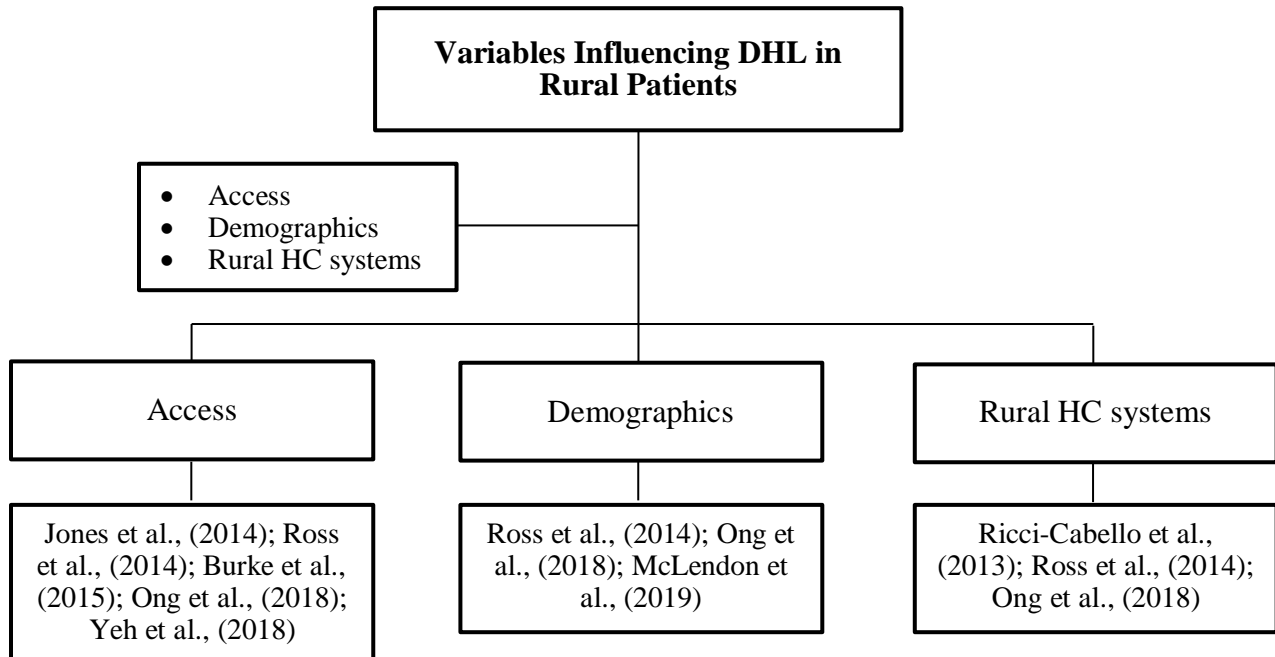 Variables Influencing DHL in
Rural Patients
• Access
• Demographics
• Rural HC systems
Access
Demographics
Rural HC systems
Jones et al., (2014); Ross
et al., (2014); Burke et al.,
(2015); Ong et al., (2018);
Yeh et al., (2018)
Ross et al., (2014); Ong et
al., (2018); McLendon et
al., (2019)
Ricci-Cabello et al.,
(2013); Ross et al., (2014);
Ong et al., (2018)